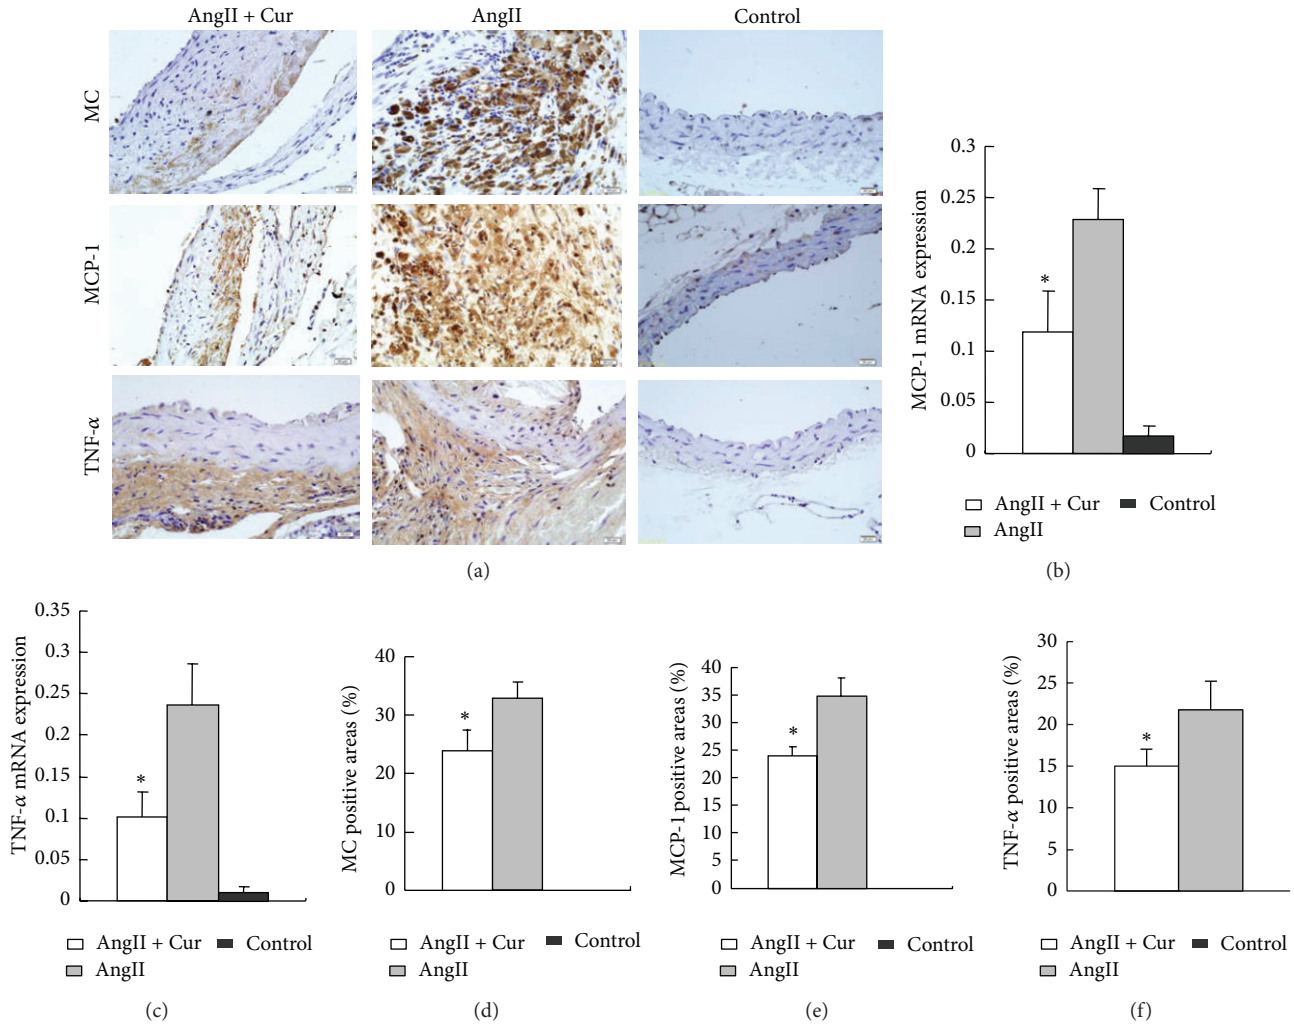 AngII + Cur AngII Control
MC
MCP-1
TNF-α
(a)
MCP-1 mRNA expression
0.3
0.25
0.2
0.15
0.1
0.05
0
*
AngII + Cur Control
AngII
(b)
TNF-α mRNA expression
0.35
0.3
0.25
0.2
0.15
0.1
0.05
0
*
AngII + Cur Control
AngII
(c)
MC positive areas (%)
40
30
20
10
0
*
AngII + Cur Control
AngII
(d)
MCP-1 positive areas (%)
40
35
30
25
20
15
10
5
0
*
AngII + Cur Control
AngII
(e)
TNF-α positive areas (%)
30
25
20
15
10
5
0
*
AngII + Cur Control
AngII
(f)